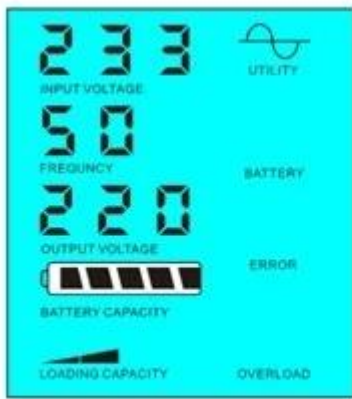 233
UTILITY
INPUT VOLTAGE
50
FREQUNCY
BATTERY
220
OUTPUT VOLTAGE
ERROR
BATTERY CAPACITY
LOADING CAPACITY
OVERLOAD